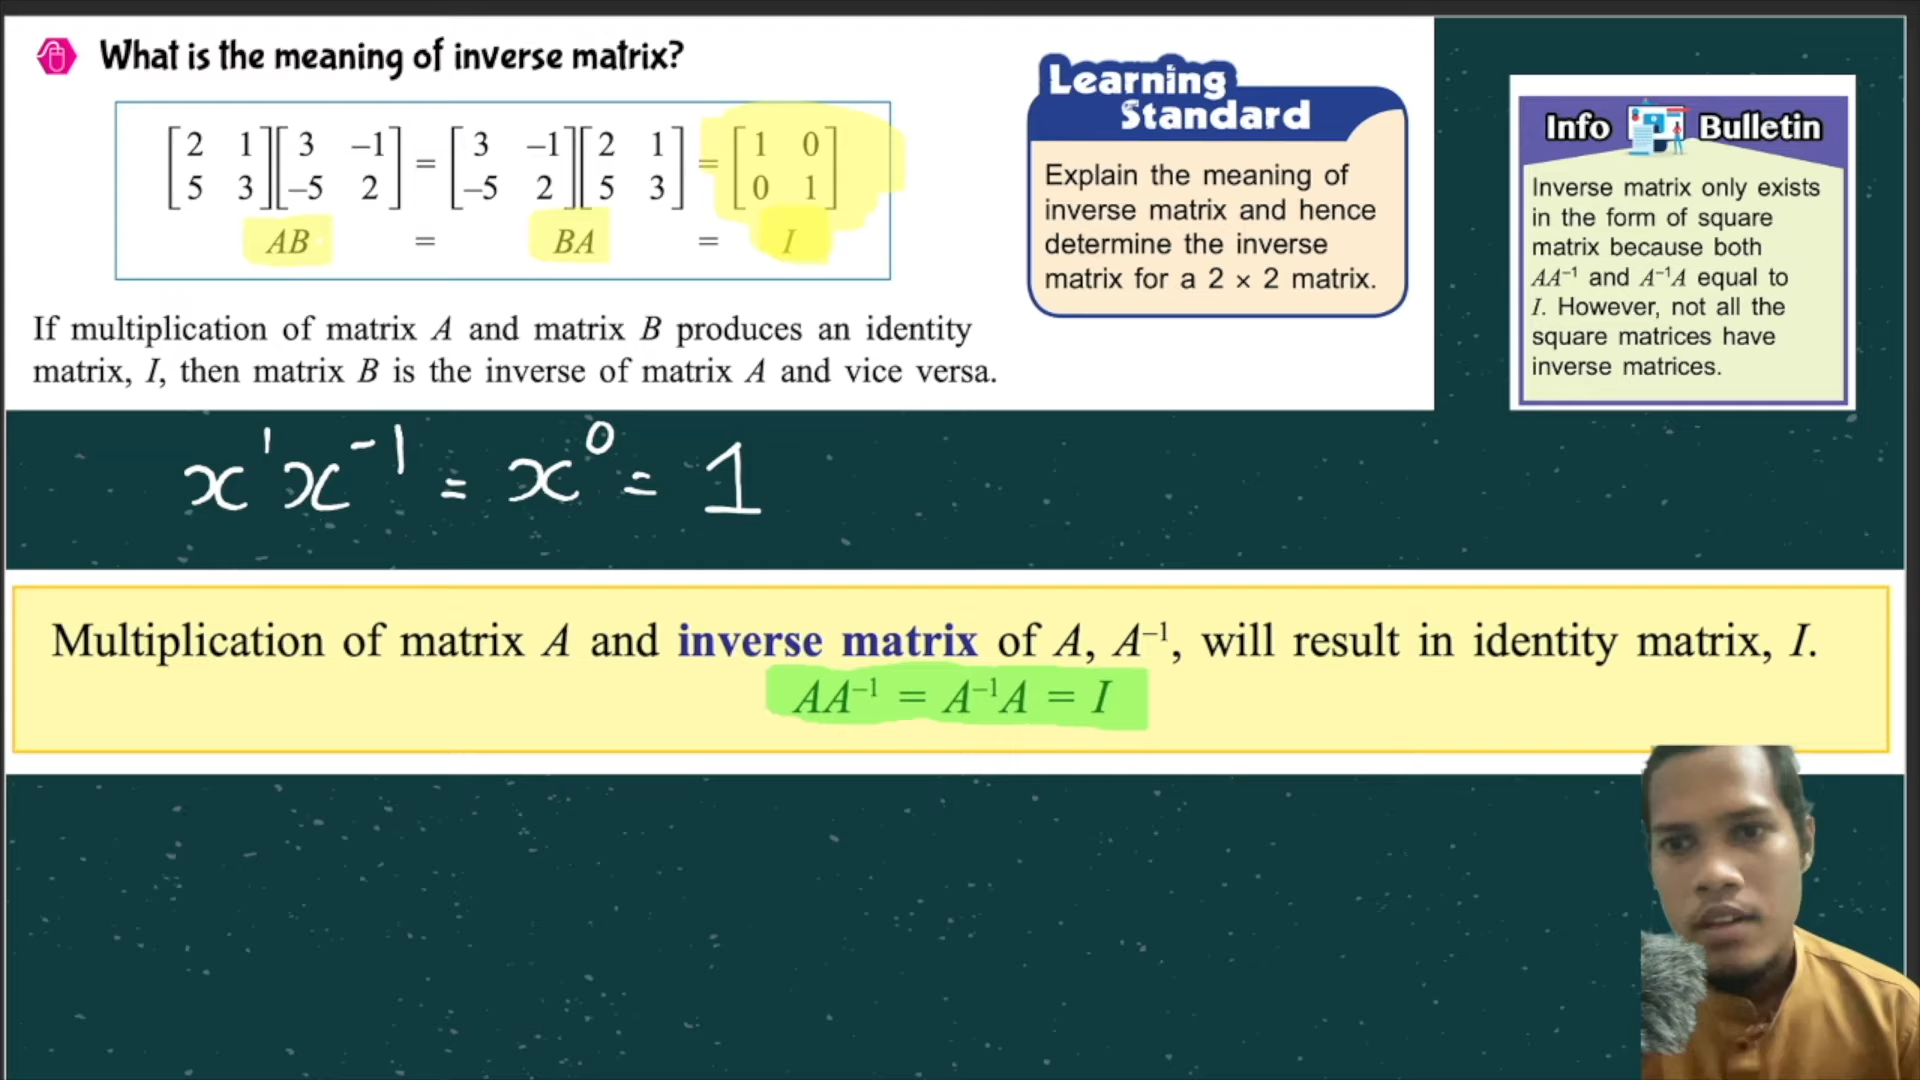 What is the meaning of inverse matrix?
[2 1] [3 –1] = [3 –1] [2 1] = [1 0]
[5 3] [–5 2] [–5 2] [5 3] [0 1]
AB = BA = I
If multiplication of matrix A and matrix B produces an identity
matrix, I, then matrix B is the inverse of matrix A and vice versa.
Learning
Standard
Explain the meaning of
inverse matrix and hence
determine the inverse
matrix for a 2 × 2 matrix.
Info Bulletin
Inverse matrix only exists
in the form of square
matrix because both
AA⁻¹ and A⁻¹A equal to
I. However, not all the
square matrices have
inverse matrices.
x¹x⁻¹ = x⁰ = 1
Multiplication of matrix A and inverse matrix of A, A⁻¹, will result in identity matrix, I.
AA⁻¹ = A⁻¹A = I